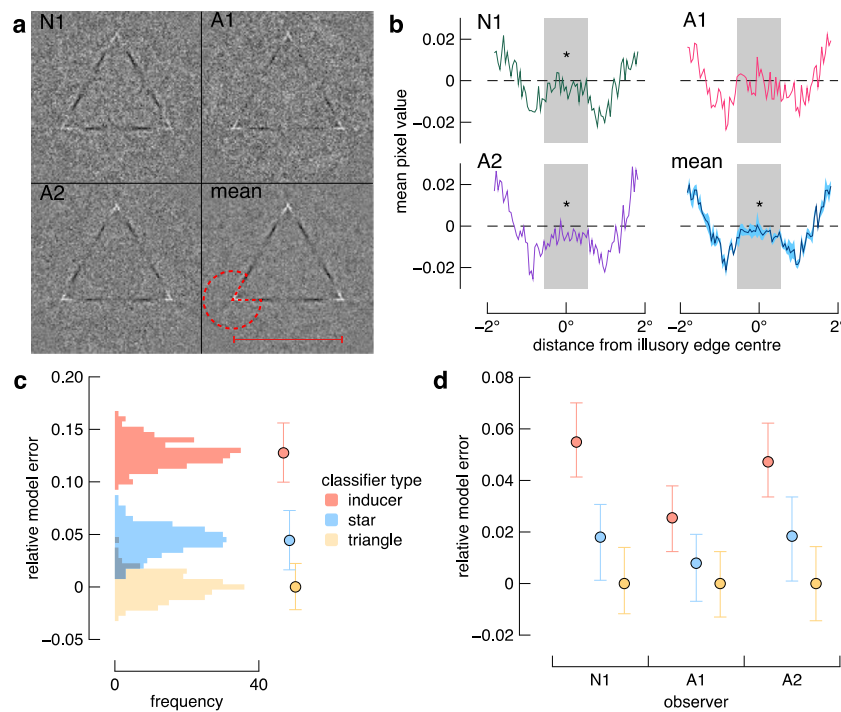 a
N1
A1
A2
mean
b
N1
A1
0.02
0
−0.02
*
A2
mean
0.02
0
−0.02
*
*
mean pixel value
−2°
0°
2°
−2°
0°
2°
distance from illusory edge centre
c
0.20
0.15
0.10
0.05
0
−0.05
relative model error
classifier type
inducer
star
triangle
0
40
frequency
d
0.08
0.06
0.04
0.02
0
−0.02
relative model error
N1
A1
A2
observer